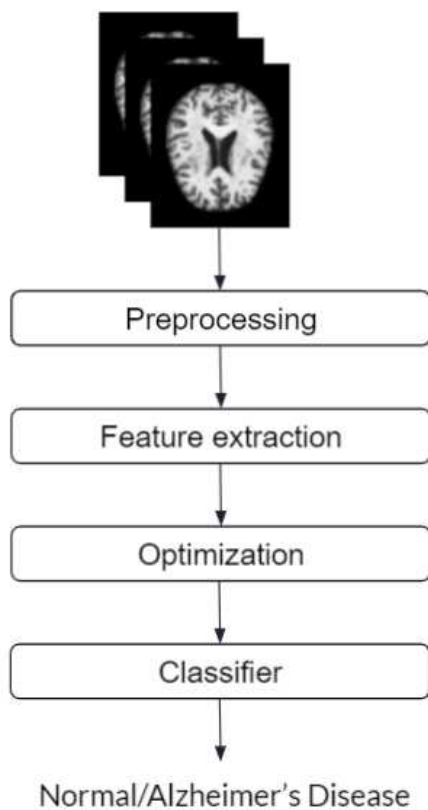 Preprocessing
Feature extraction
Optimization
Classifier
Normal/Alzheimer's Disease